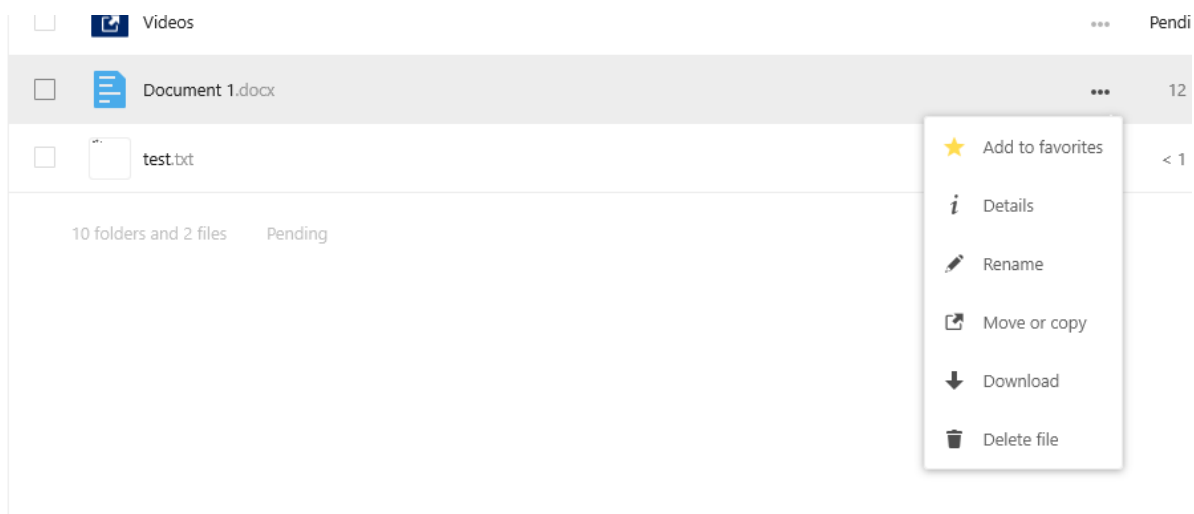 Videos
Pendi
Document 1.docx
12
Add to favorites
test.txt
< 1
Details
10 folders and 2 files Pending
Rename
Move or copy
Download
Delete file